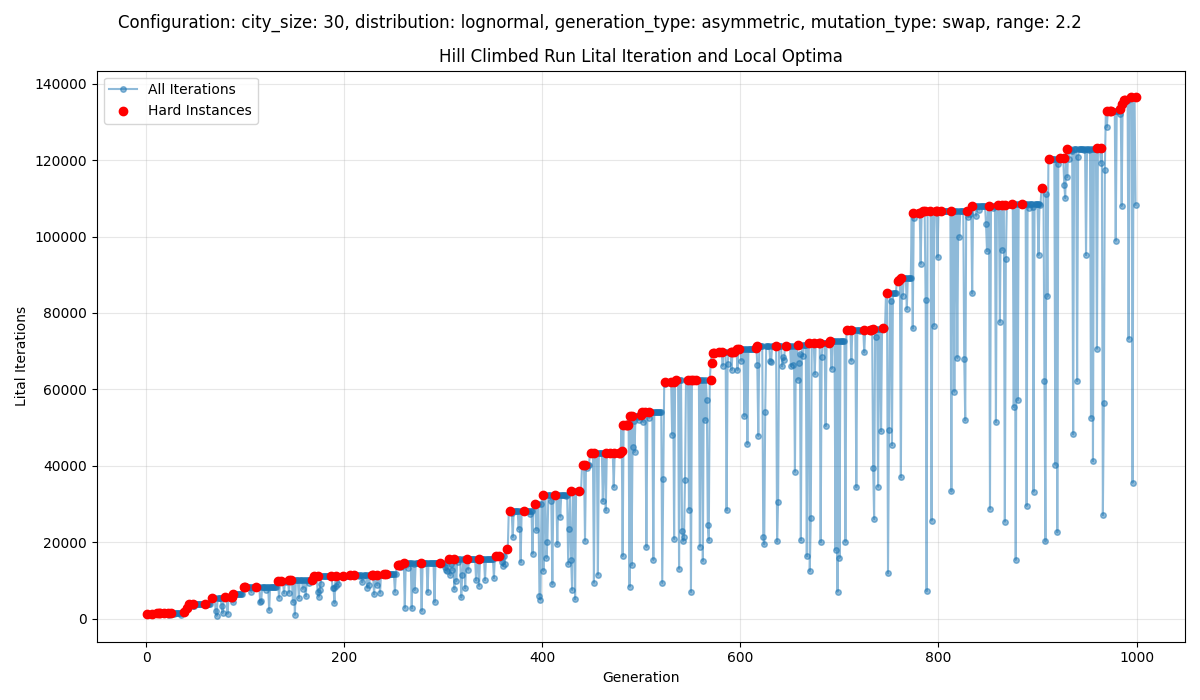 Configuration: city_size: 30, distribution: lognormal, generation_type: asymmetric, mutation_type: swap, range: 2.2
Hill Climbed Run Lital Iteration and Local Optima
All Iterations
Hard Instances
140000
120000
100000
80000
60000
40000
20000
0
Lital Iterations
0 200 400 600 800 1000
Generation